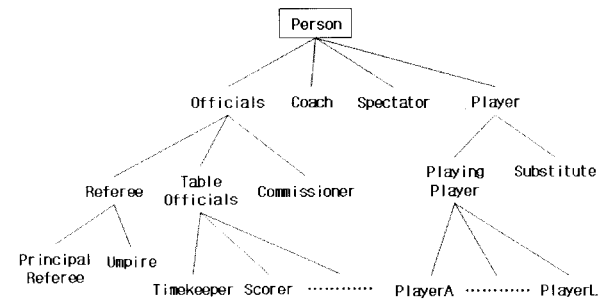 Person
Officials Coach Spectator Player
Referee Table Officials Commissioner Playing Player Substitute
Principal Referee Umpire
Timekeeper Scorer ·········· PlayerA ·········· PlayerL